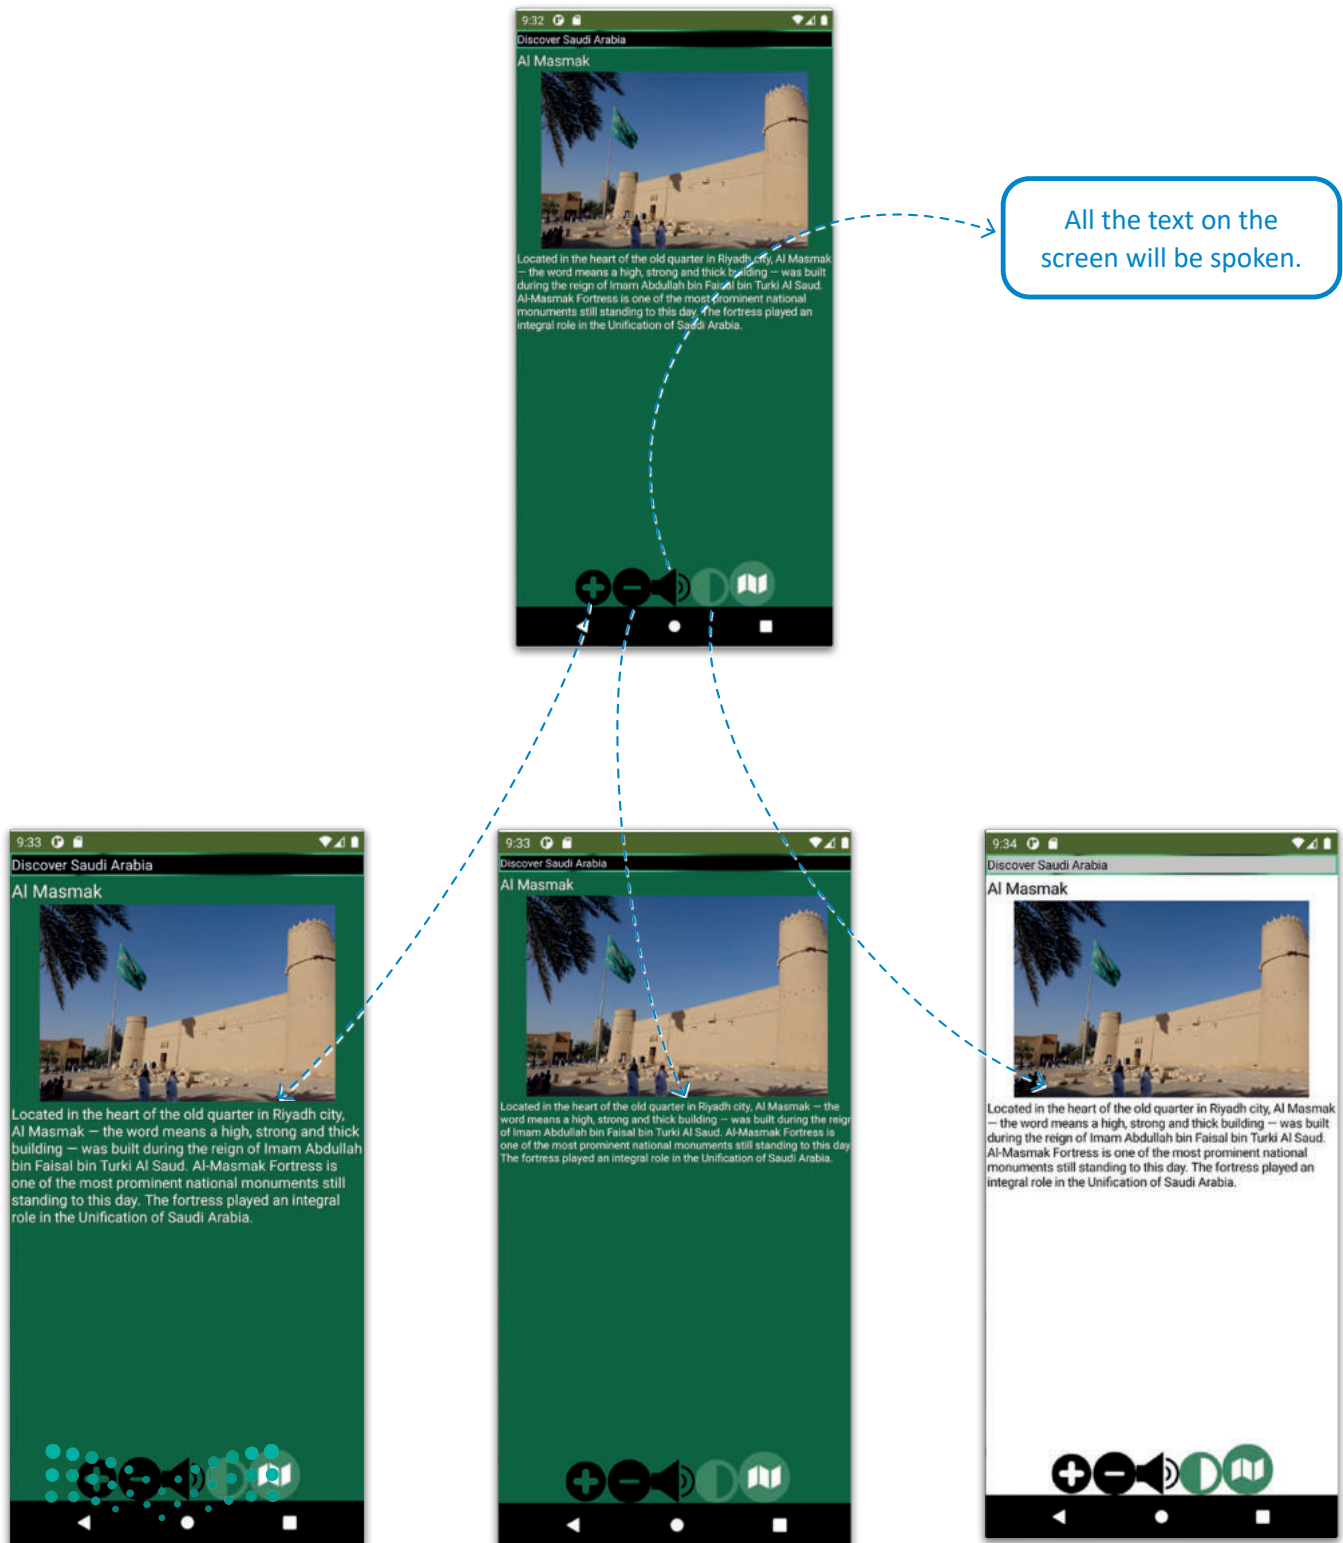 9:32
Discover Saudi Arabia
Al Masmak
Located in the heart of the old quarter in Riyadh city, Al Masmak
– the word means a high, strong and thick building – was built
during the reign of Imam Abdullah bin Faisal bin Turki Al Saud.
Al-Masmak Fortress is one of the most prominent national
monuments still standing to this day. The fortress played an
integral role in the Unification of Saudi Arabia.
All the text on the
screen will be spoken.
9:33
Discover Saudi Arabia
Al Masmak
Located in the heart of the old quarter in Riyadh city,
Al Masmak – the word means a high, strong and thick
building – was built during the reign of Imam Abdullah
bin Faisal bin Turki Al Saud. Al-Masmak Fortress is
one of the most prominent national monuments still
standing to this day. The fortress played an integral
role in the Unification of Saudi Arabia.
9:33
Discover Saudi Arabia
Al Masmak
Located in the heart of the old quarter in Riyadh city, Al Masmak – the
word means a high, strong and thick building – was built during the reign
of Imam Abdullah bin Faisal bin Turki Al Saud. Al-Masmak Fortress is
one of the most prominent national monuments still standing to this day.
The fortress played an integral role in the Unification of Saudi Arabia.
9:34
Discover Saudi Arabia
Al Masmak
Located in the heart of the old quarter in Riyadh city, Al Masmak
– the word means a high, strong and thick building – was built
during the reign of Imam Abdullah bin Faisal bin Turki Al Saud.
Al-Masmak Fortress is one of the most prominent national
monuments still standing to this day. The fortress played an
integral role in the Unification of Saudi Arabia.